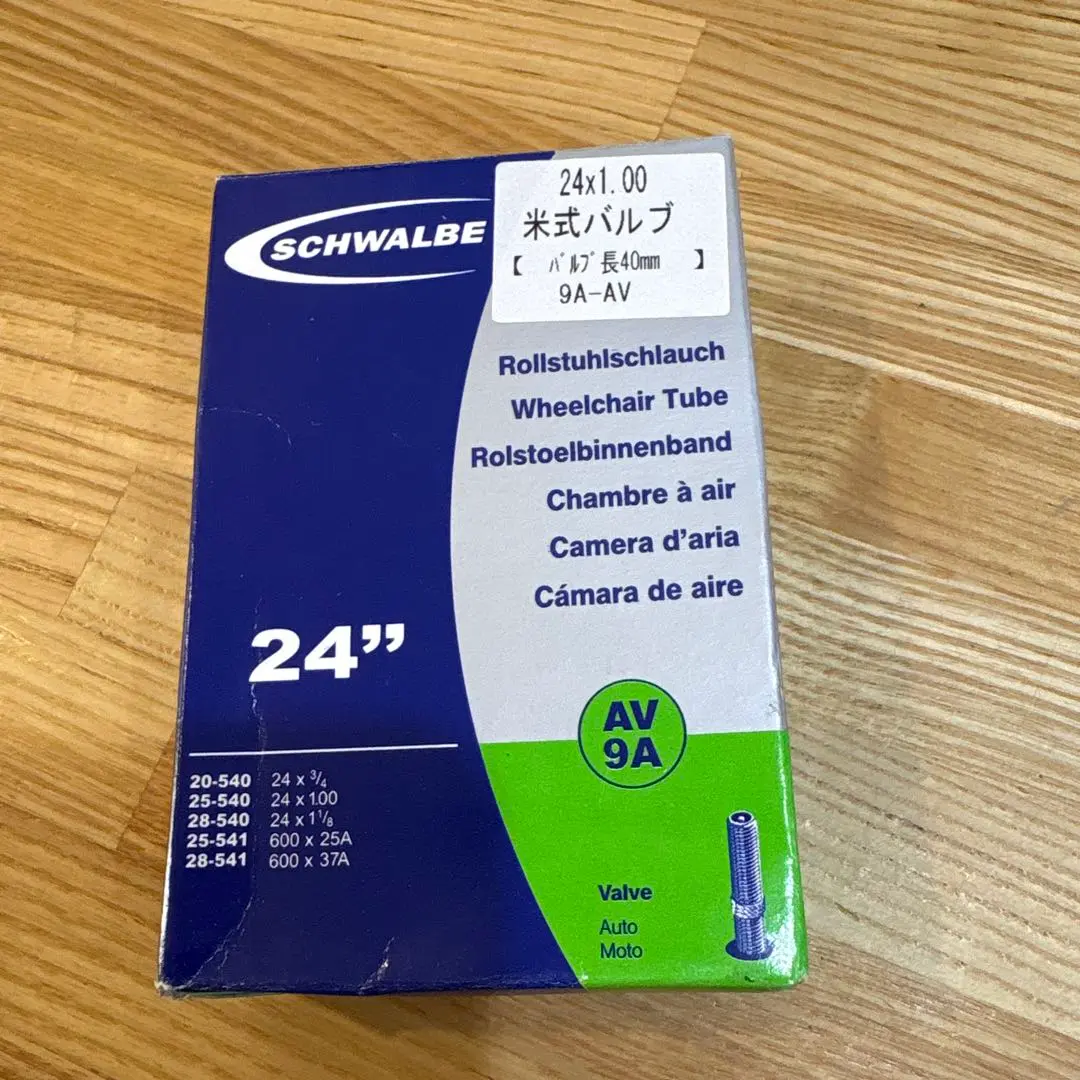 SCHWALBE
24x1.00
米式バルブ
【 バルブ長40mm 】
9A-AV
Rollstuhlschlauch
Wheelchair Tube
Rolstoelbinnenband
Chambre à air
Camera d'aria
Cámara de aire
24”
20-540 24 x 3/4
25-540 24 x 1.00
28-540 24 x 1 1/8
25-541 600 x 25A
28-541 600 x 37A
AV
9A
Valve
Auto
Moto